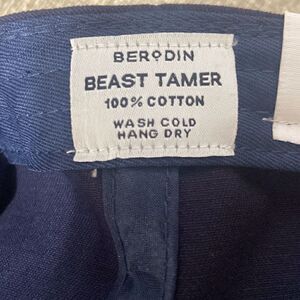 BERODIN
BEAST TAMER
100% COTTON
WASH COLD
HANG DRY